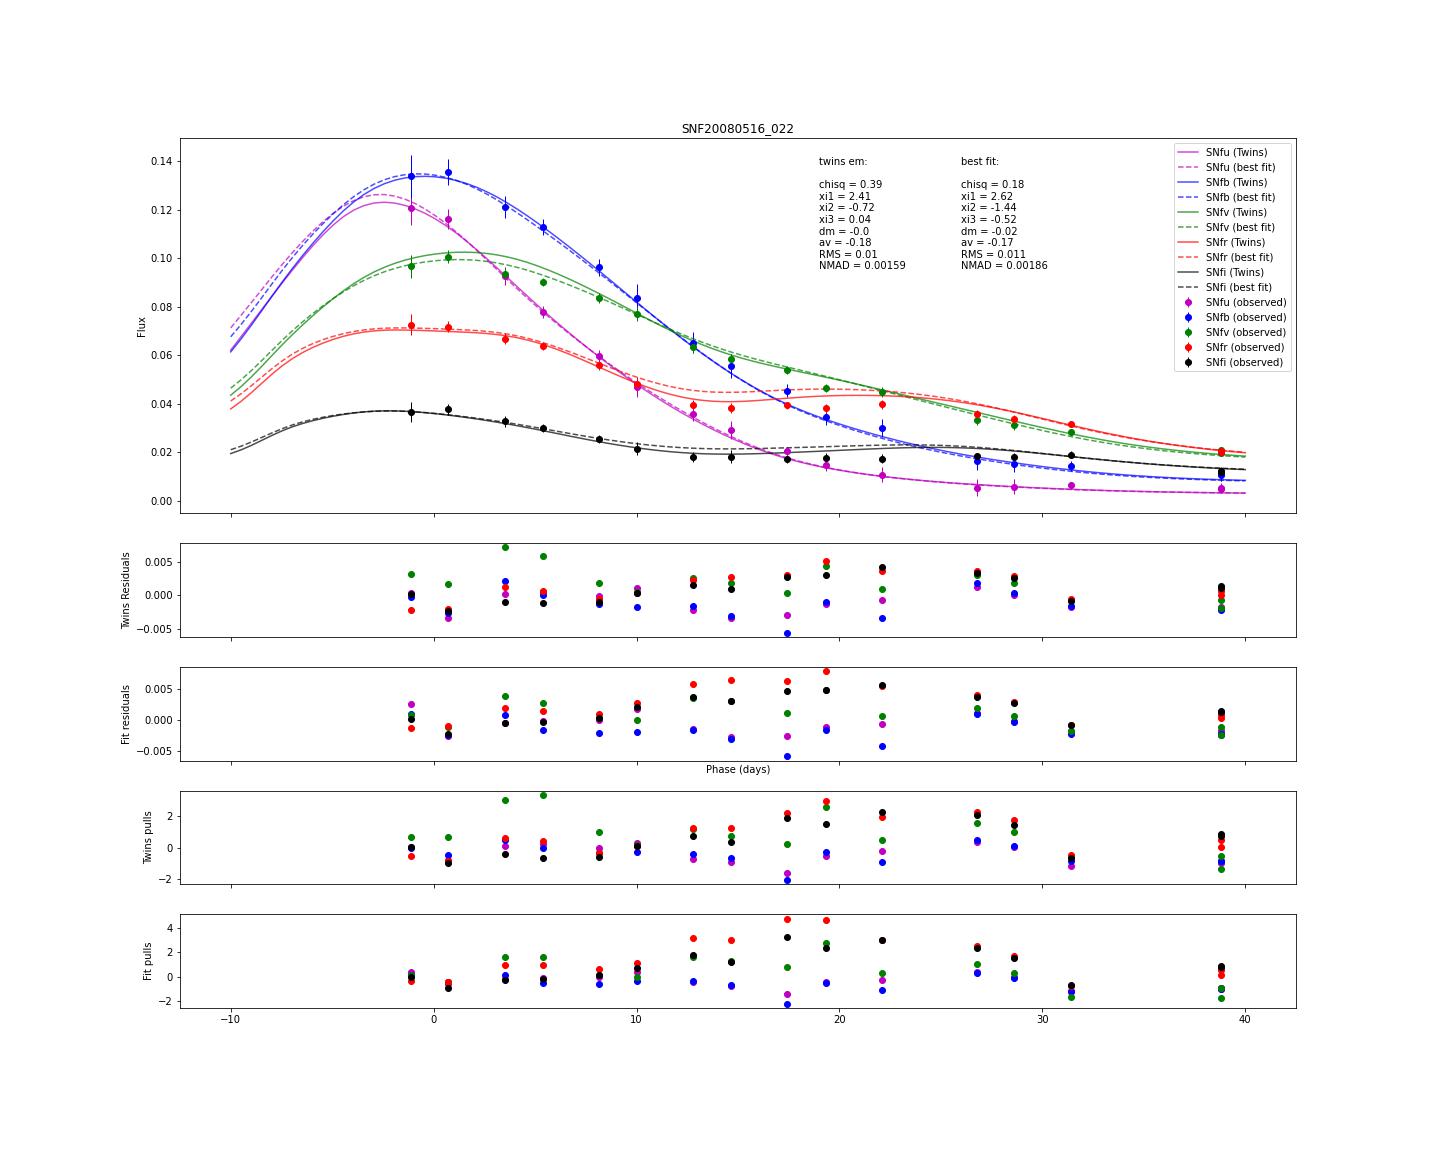 SNF20080516_022
Flux
0.14
0.12
0.10
0.08
0.06
0.04
0.02
0.00
twins em:
chisq = 0.39
xi1 = 2.41
xi2 = -0.72
xi3 = 0.04
dm = -0.0
av = -0.18
RMS = 0.01
NMAD = 0.00159
best fit:
chisq = 0.18
xi1 = 2.62
xi2 = -1.44
xi3 = -0.52
dm = -0.02
av = -0.17
RMS = 0.011
NMAD = 0.00186
SNfu (Twins)
SNfu (best fit)
SNfb (Twins)
SNfb (best fit)
SNfv (Twins)
SNfv (best fit)
SNfr (Twins)
SNfr (best fit)
SNfi (Twins)
SNfi (best fit)
SNfu (observed)
SNfb (observed)
SNfv (observed)
SNfr (observed)
SNfi (observed)
Twins Residuals
0.005
0.000
−0.005
Fit residuals
0.005
0.000
−0.005
Phase (days)
Twins pulls
2
0
−2
Fit pulls
4
2
0
−2
−10
0
10
20
30
40